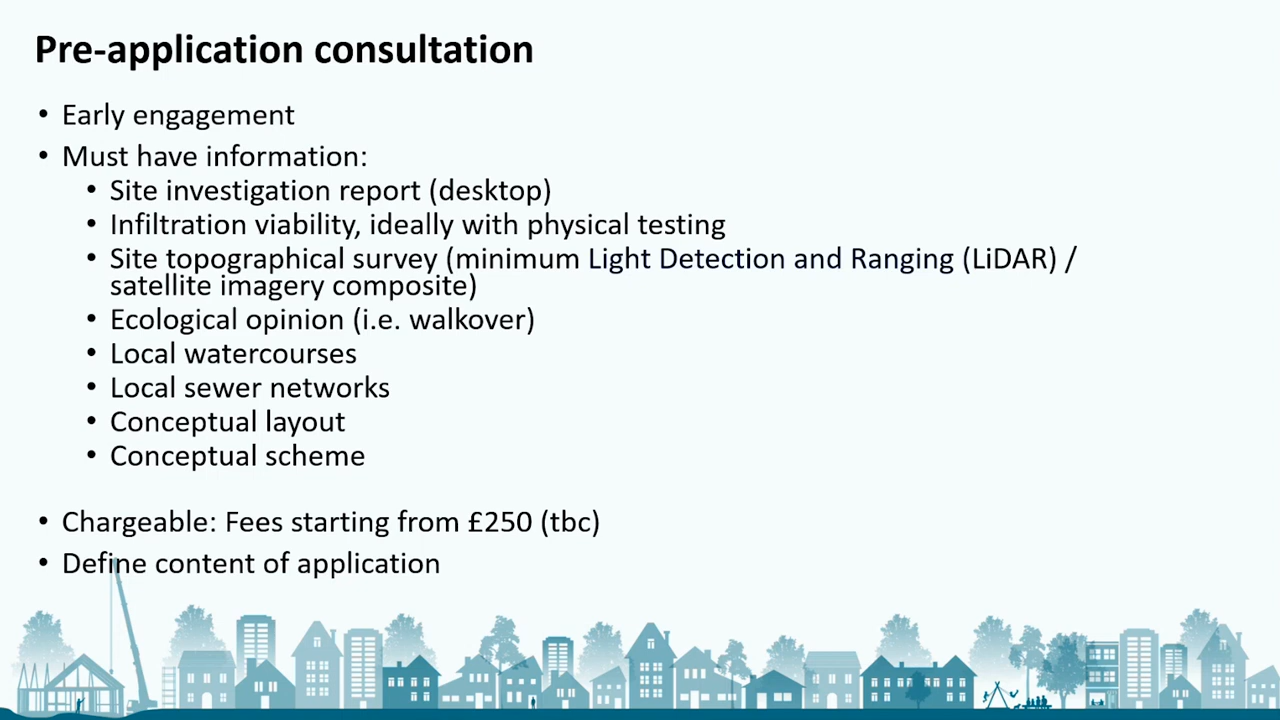 Pre-application consultation
• Early engagement
• Must have information:
• Site investigation report (desktop)
• Infiltration viability, ideally with physical testing
• Site topographical survey (minimum Light Detection and Ranging (LiDAR) /
satellite imagery composite)
• Ecological opinion (i.e. walkover)
• Local watercourses
• Local sewer networks
• Conceptual layout
• Conceptual scheme
• Chargeable: Fees starting from £250 (tbc)
• Define content of application